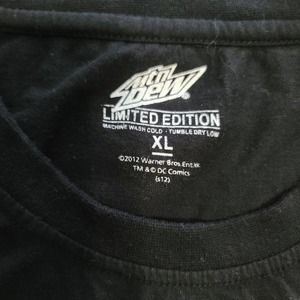 Mtn
Dew
LIMITED EDITION
MACHINE WASH COLD · TUMBLE DRY LOW
XL
©2012 Warner Bros Ent.
TM & © DC Comics
(s12)